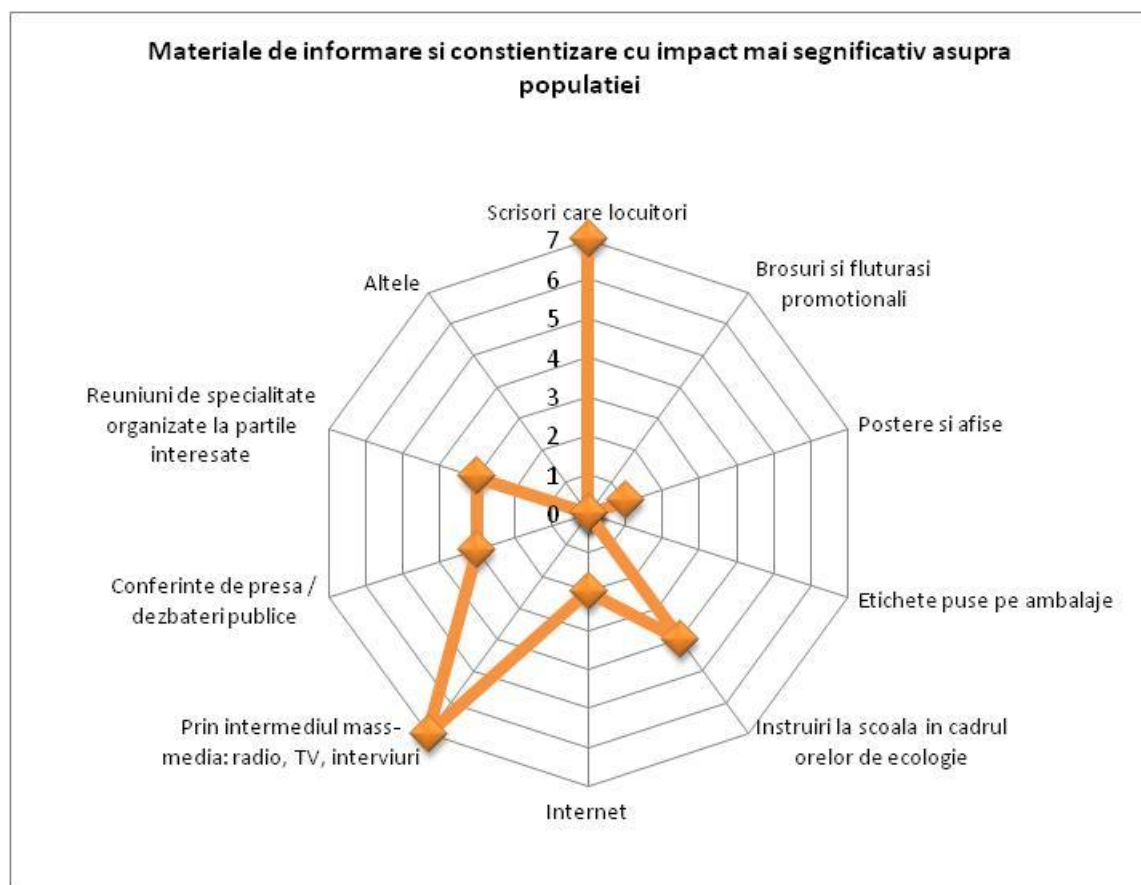 Materiale de informare si constientizare cu impact mai segnificativ asupra
populatiei
Scrisori care locuitori
Brosuri si fluturasi
promotionali
Postere si afise
Etichete puse pe ambalaje
Instruiri la scoala in cadrul
orelor de ecologie
Internet
Prin intermediul mass-
media: radio, TV, interviuri
Conferinte de presa /
dezbateri publice
Reuniuni de specialitate
organizate la partile
interesate
Altele
7
6
5
4
3
2
1
0